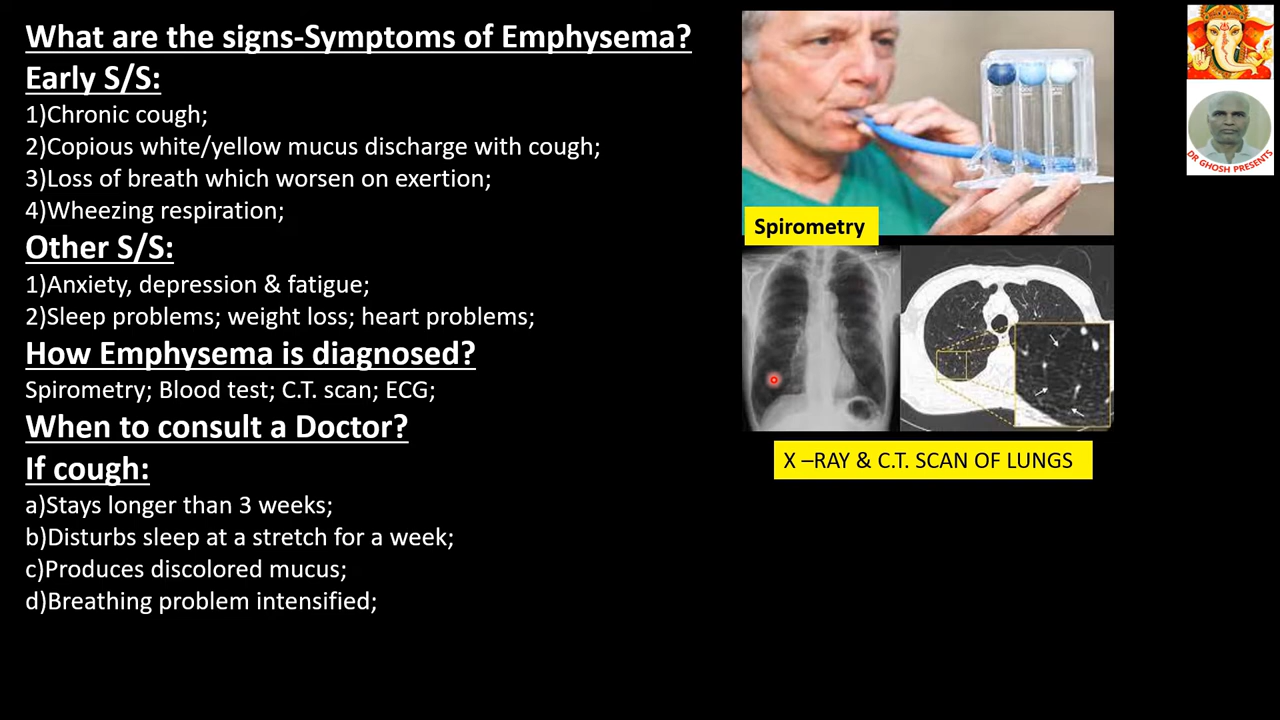 What are the signs-Symptoms of Emphysema?
Early S/S:
1)Chronic cough;
2)Copious white/yellow mucus discharge with cough;
3)Loss of breath which worsen on exertion;
4)Wheezing respiration;
Other S/S:
1)Anxiety, depression & fatigue;
2)Sleep problems; weight loss; heart problems;
How Emphysema is diagnosed?
Spirometry; Blood test; C.T. scan; ECG;
When to consult a Doctor?
If cough:
a)Stays longer than 3 weeks;
b)Disturbs sleep at a stretch for a week;
c)Produces discolored mucus;
d)Breathing problem intensified;
Spirometry
X –RAY & C.T. SCAN OF LUNGS
DR GHOSH PRESENTS